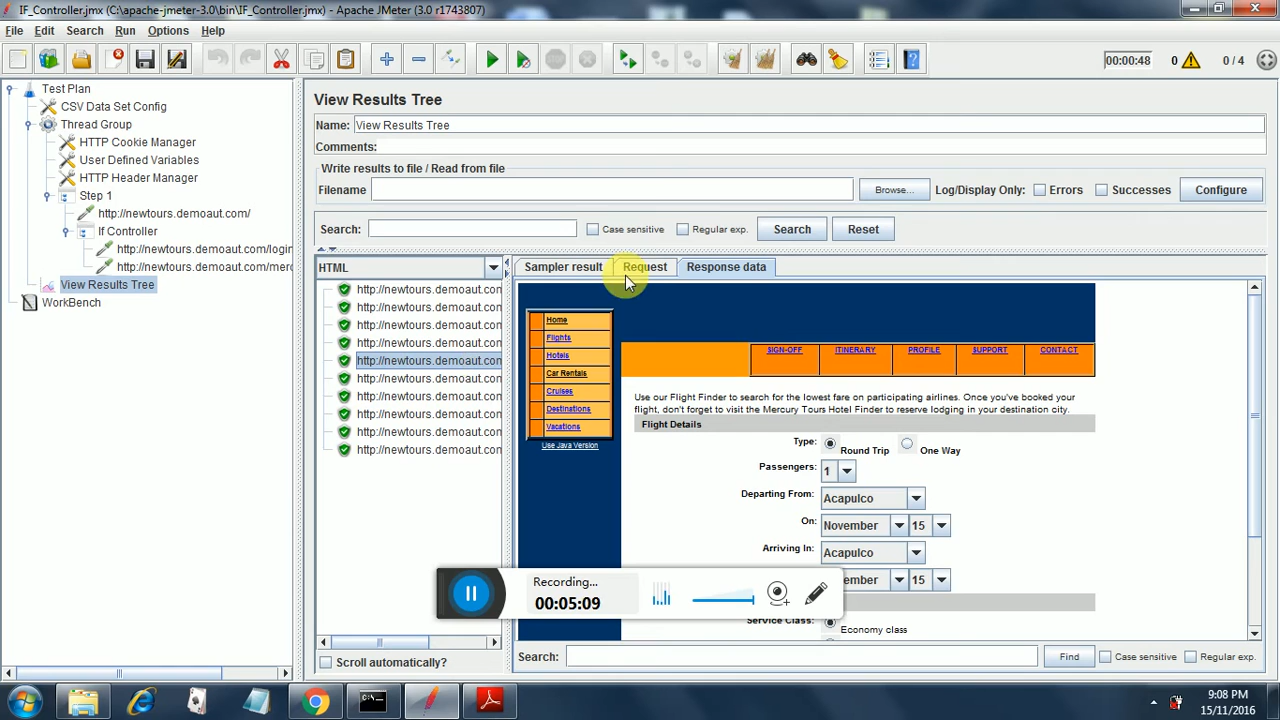 IF_Controller.jmx (C:\apache-jmeter-3.0\bin\IF_Controller.jmx) - Apache JMeter (3.0 r1743807)
File Edit Search Run Options Help
00:00:48 0 0 / 4
Test Plan
CSV Data Set Config
Thread Group
HTTP Cookie Manager
User Defined Variables
HTTP Header Manager
Step 1
http://newtours.demoaut.com/
If Controller
http://newtours.demoaut.com/login
http://newtours.demoaut.com/merc
View Results Tree
WorkBench
View Results Tree
Name: View Results Tree
Comments:
Write results to file / Read from file
Filename Browse... Log/Display Only: Errors Successes Configure
Search: Case sensitive Regular exp. Search Reset
HTML
Sampler result Request Response data
http://newtours.demoaut.com
http://newtours.demoaut.com
http://newtours.demoaut.com
http://newtours.demoaut.com
http://newtours.demoaut.com
http://newtours.demoaut.com
http://newtours.demoaut.com
http://newtours.demoaut.com
http://newtours.demoaut.com
http://newtours.demoaut.com
Home
Flights
Hotels
Car Rentals
Cruises
Destinations
Vacations
Use Java Version
SIGN-OFF ITINERARY PROFILE SUPPORT CONTACT
Use our Flight Finder to search for the lowest fare on participating airlines. Once you've booked your
flight, don't forget to visit the Mercury Tours Hotel Finder to reserve lodging in your destination city.
Flight Details
Type: Round Trip One Way
Passengers: 1
Departing From: Acapulco
On: November 15
Arriving In: Acapulco
ember 15
Service Class: Economy class
Recording...
00:05:09
Scroll automatically?
Search: Find Case sensitive Regular exp.
9:08 PM
15/11/2016